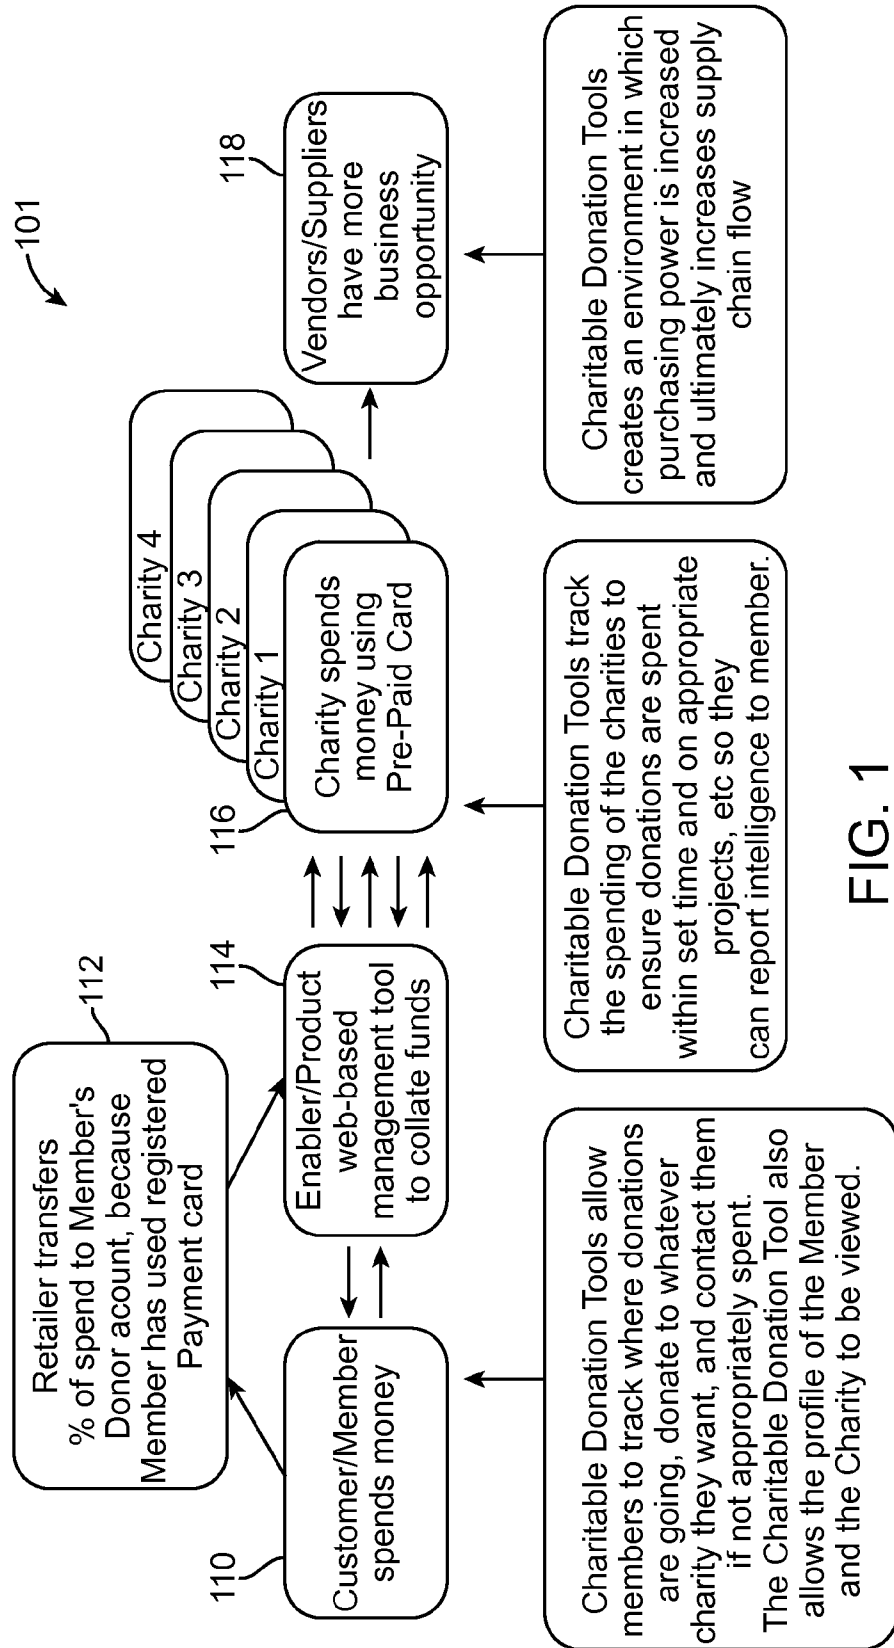 101
Retailer transfers
% of spend to Member's
Donor acount, because
Member has used registered
Payment card
112
110
Customer/Member
spends money
114
Enabler/Product
web-based
management tool
to collate funds
Charity 4
Charity 3
Charity 2
Charity 1
116
Charity spends
money using
Pre-Paid Card
118
Vendors/Suppliers
have more
business
opportunity
Charitable Donation Tools allow
members to track where donations
are going, donate to whatever
charity they want, and contact them
if not appropriately spent.
The Charitable Donation Tool also
allows the profile of the Member
and the Charity to be viewed.
Charitable Donation Tools track
the spending of the charities to
ensure donations are spent
within set time and on appropriate
projects, etc so they
can report intelligence to member.
Charitable Donation Tools
creates an environment in which
purchasing power is increased
and ultimately increases supply
chain flow
FIG. 1